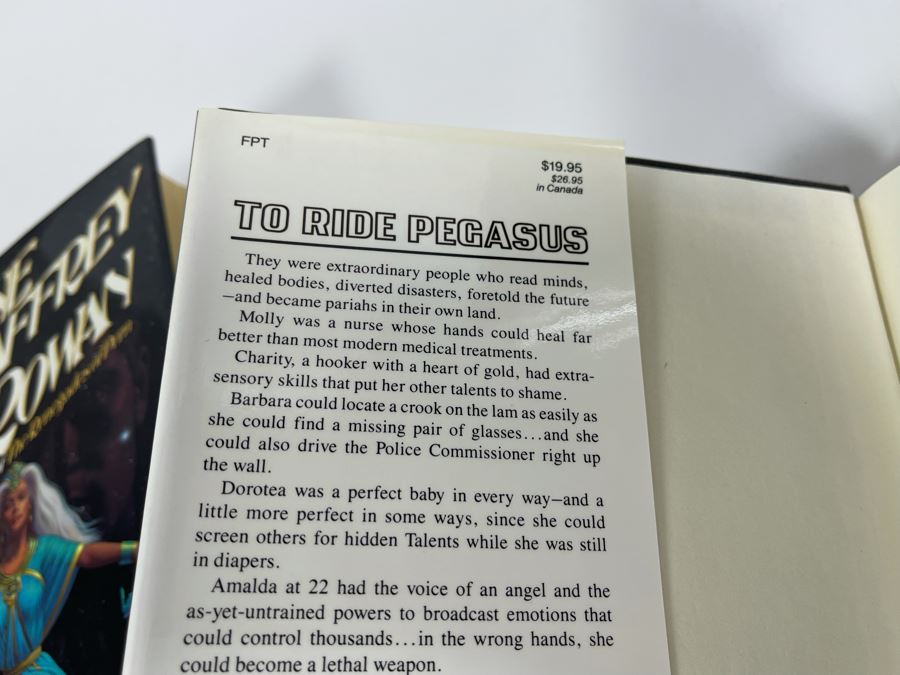 FPT
$19.95
$26.95
in Canada
TO RIDE PEGASUS
They were extraordinary people who read minds,
healed bodies, diverted disasters, foretold the future
—and became pariahs in their own land.
Molly was a nurse whose hands could heal far
better than most modern medical treatments.
Charity, a hooker with a heart of gold, had extra-
sensory skills that put her other talents to shame.
Barbara could locate a crook on the lam as easily as
she could find a missing pair of glasses...and she
could also drive the Police Commissioner right up
the wall.
Dorotea was a perfect baby in every way—and a
little more perfect in some ways, since she could
screen others for hidden Talents while she was still
in diapers.
Amalda at 22 had the voice of an angel and the
as-yet-untrained powers to broadcast emotions that
could control thousands...in the wrong hands, she
could become a lethal weapon.
NE
AFFREY
ROWAN